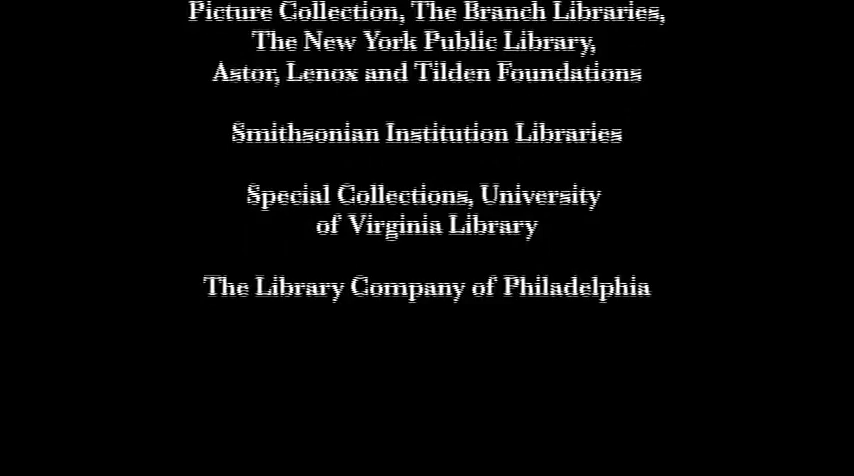 Picture Collection, The Branch Libraries,
The New York Public Library,
Astor, Lenox and Tilden Foundations
Smithsonian Institution Libraries
Special Collections, University
of Virginia Library
The Library Company of Philadelphia